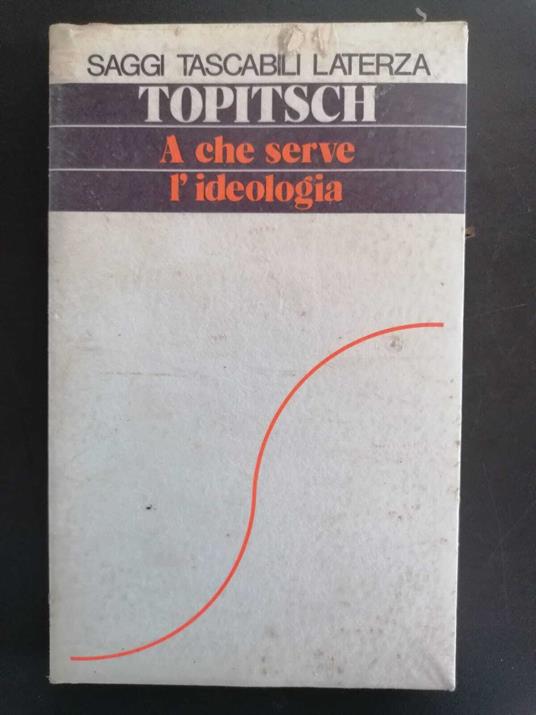 SAGGI TASCABILI LATERZA
TOPITSCH
A che serve
l'ideologia